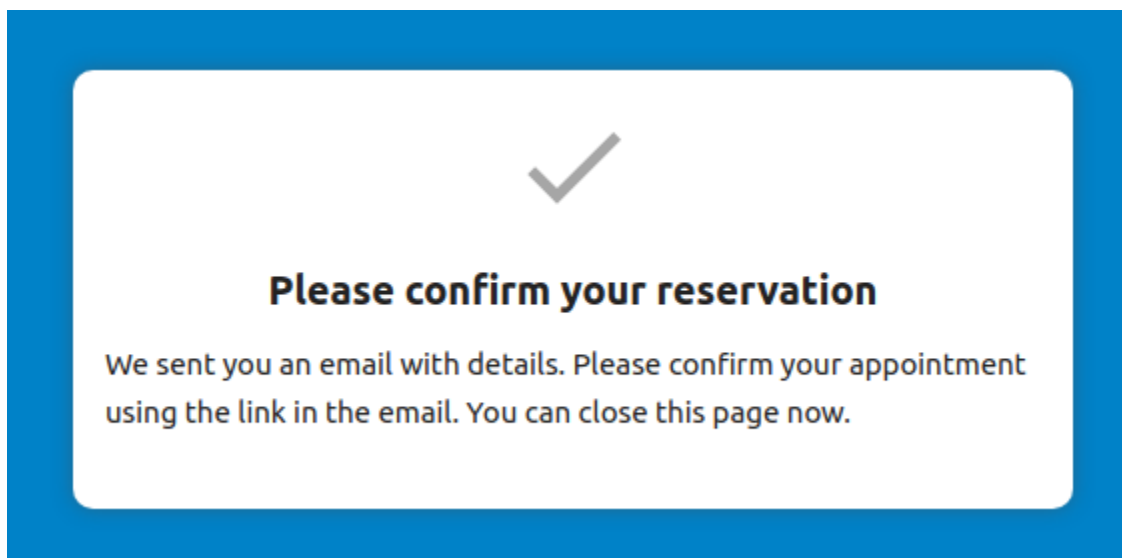 Please confirm your reservation
We sent you an email with details. Please confirm your appointment
using the link in the email. You can close this page now.